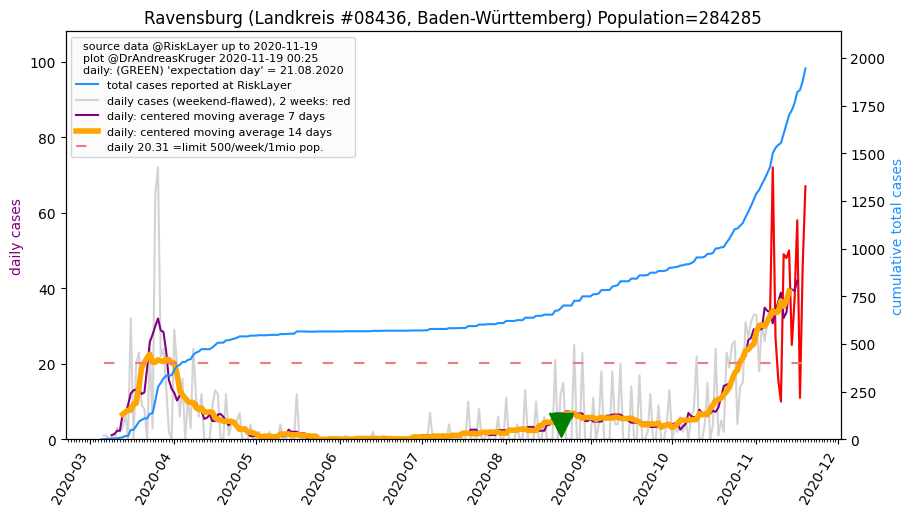 Ravensburg (Landkreis #08436, Baden-Württemberg) Population=284285
source data @RiskLayer up to 2020-11-19
plot @DrAndreasKruger 2020-11-19 00:25
daily: (GREEN) 'expectation day' = 21.08.2020
total cases reported at RiskLayer
daily cases (weekend-flawed), 2 weeks: red
daily: centered moving average 7 days
daily: centered moving average 14 days
daily 20.31 =limit 500/week/1mio pop.
daily cases
100
80
60
40
20
0
cumulative total cases
2000
1750
1500
1250
1000
750
500
250
0
2020-03
2020-04
2020-05
2020-06
2020-07
2020-08
2020-09
2020-10
2020-11
2020-12